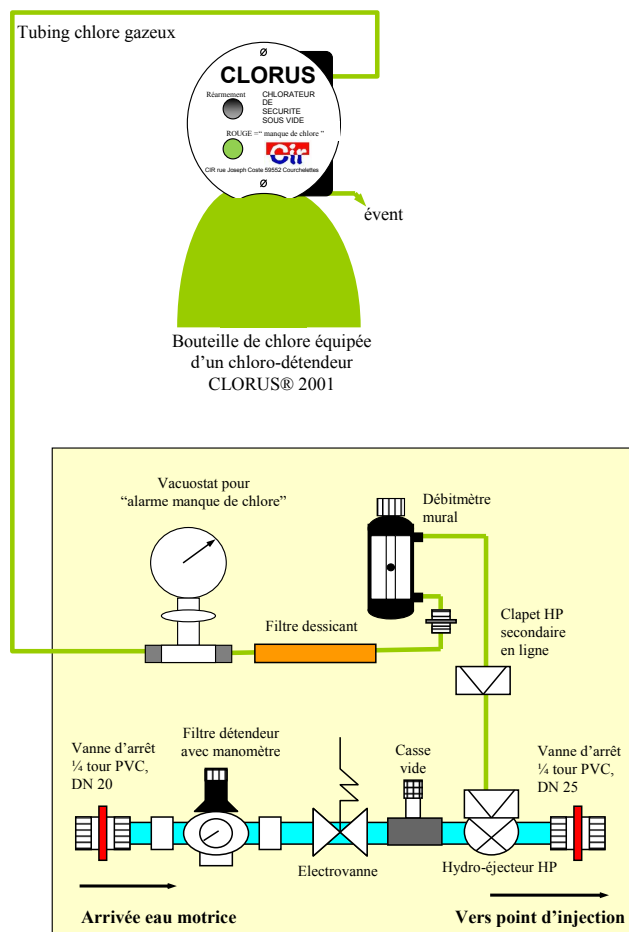 Tubing chlore gazeux
CLORUS
Réarmement
CHLORATEUR
DE
SECURITE
SOUS VIDE
ROUGE =“ manque de chlore ”
Cir
CIR rue Joseph Coste 59552 Courchelettes
évent
Bouteille de chlore équipée
d’un chloro-détendeur
CLORUS® 2001
Vacuostat pour
“alarme manque de chlore”
Débitmètre
mural
Filtre dessicant
Clapet HP
secondaire
en ligne
Vanne d’arrêt
¼ tour PVC,
DN 20
Filtre détendeur
avec manomètre
Casse
vide
Vanne d’arrêt
¼ tour PVC,
DN 25
Electrovanne
Hydro-éjecteur HP
Arrivée eau motrice
Vers point d’injection